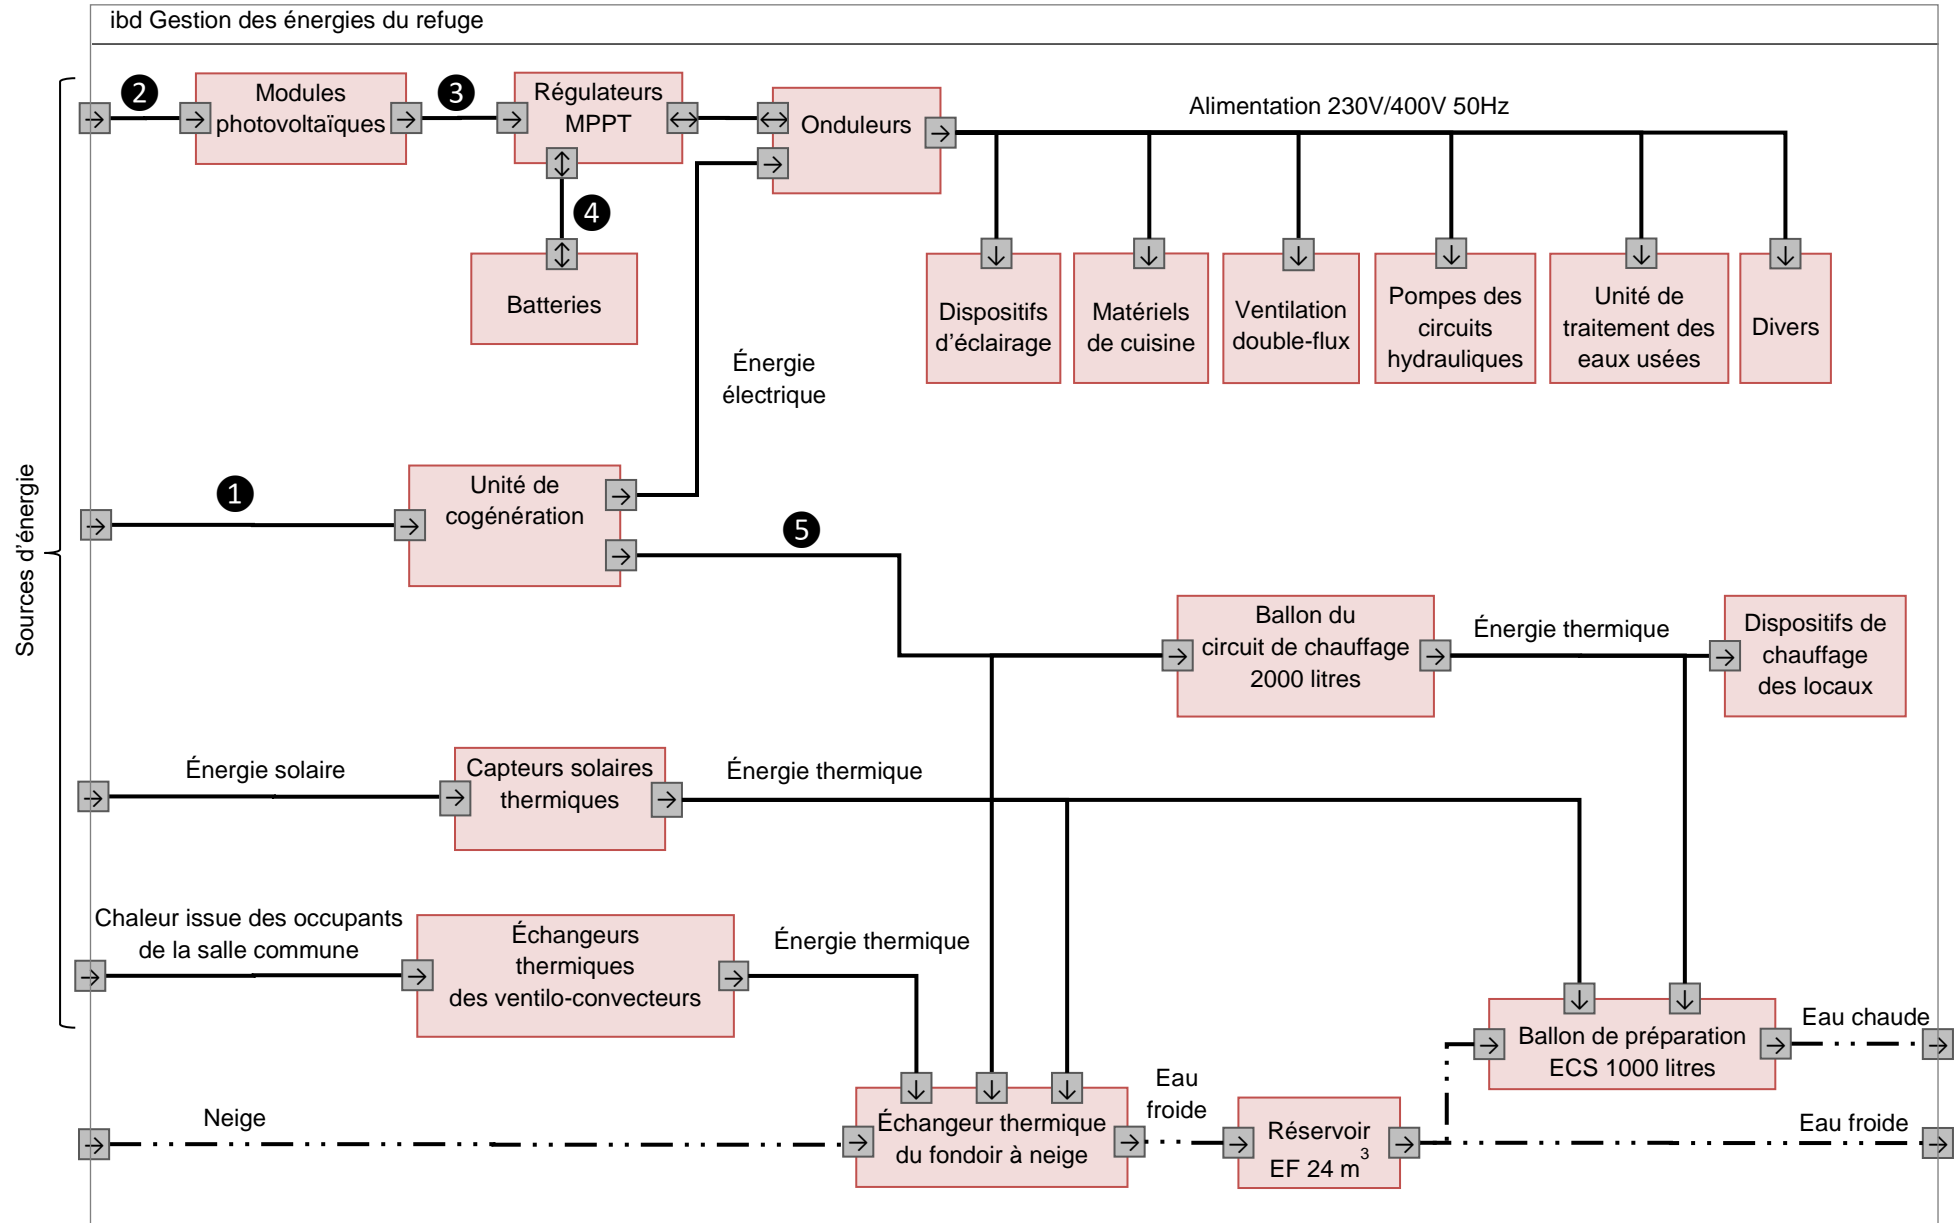 ibd Gestion des énergies du refuge
❷
Modules
photovoltaïques
❸
Régulateurs
MPPT
Onduleurs
Alimentation 230V/400V 50Hz
❹
Batteries
Dispositifs
d’éclairage
Matériels
de cuisine
Ventilation
double-flux
Pompes des
circuits
hydrauliques
Unité de
traitement des
eaux usées
Divers
Énergie
électrique
Sources d’énergie
❶
Unité de
cogénération
❺
Ballon du
circuit de chauffage
2000 litres
Énergie thermique
Dispositifs de
chauffage
des locaux
Énergie solaire
Capteurs solaires
thermiques
Énergie thermique
Chaleur issue des occupants
de la salle commune
Échangeurs
thermiques
des ventilo-convecteurs
Énergie thermique
Ballon de préparation
ECS 1000 litres
Eau chaude
Neige
Échangeur thermique
du fondoir à neige
Eau
froide
Réservoir
EF 24 m³
Eau froide